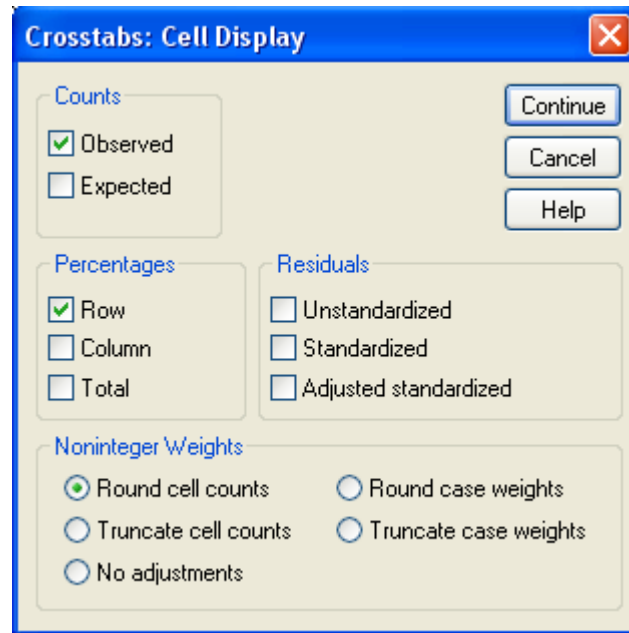 Crosstabs: Cell Display
Counts
Observed
Expected
Continue
Cancel
Help
Percentages
Row
Column
Total
Residuals
Unstandardized
Standardized
Adjusted standardized
Noninteger Weights
Round cell counts
Round case weights
Truncate cell counts
Truncate case weights
No adjustments